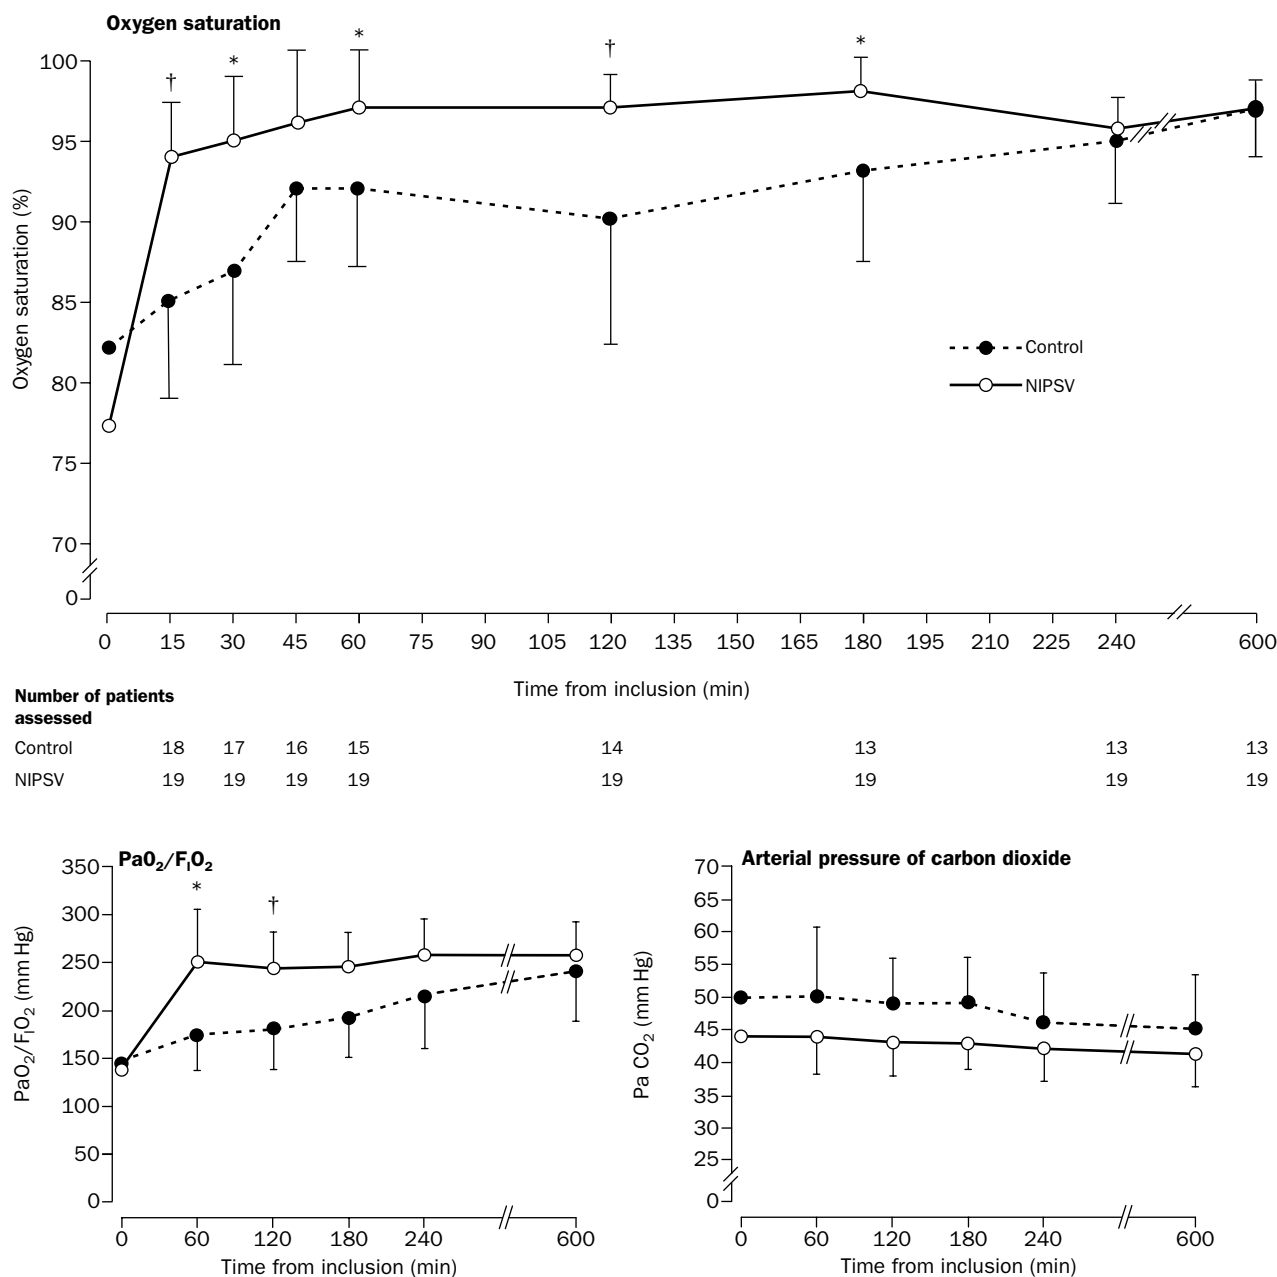 Oxygen saturation
† * * † *
100
95
90
85
80
75
70
0
Oxygen saturation (%)
Control
NIPSV
0 15 30 45 60 75 90 105 120 135 150 165 180 195 210 225 240 600
Time from inclusion (min)
Number of patients
assessed
Control 18 17 16 15 14 13 13 13
NIPSV 19 19 19 19 19 19 19 19
PaO₂/FIO₂
* †
350
300
250
200
150
100
50
0
PaO₂/FIO₂ (mm Hg)
0 60 120 180 240 600
Time from inclusion (min)
Arterial pressure of carbon dioxide
70
65
60
55
50
45
40
35
30
25
0
Pa CO₂ (mm Hg)
0 60 120 180 240 600
Time from inclusion (min)